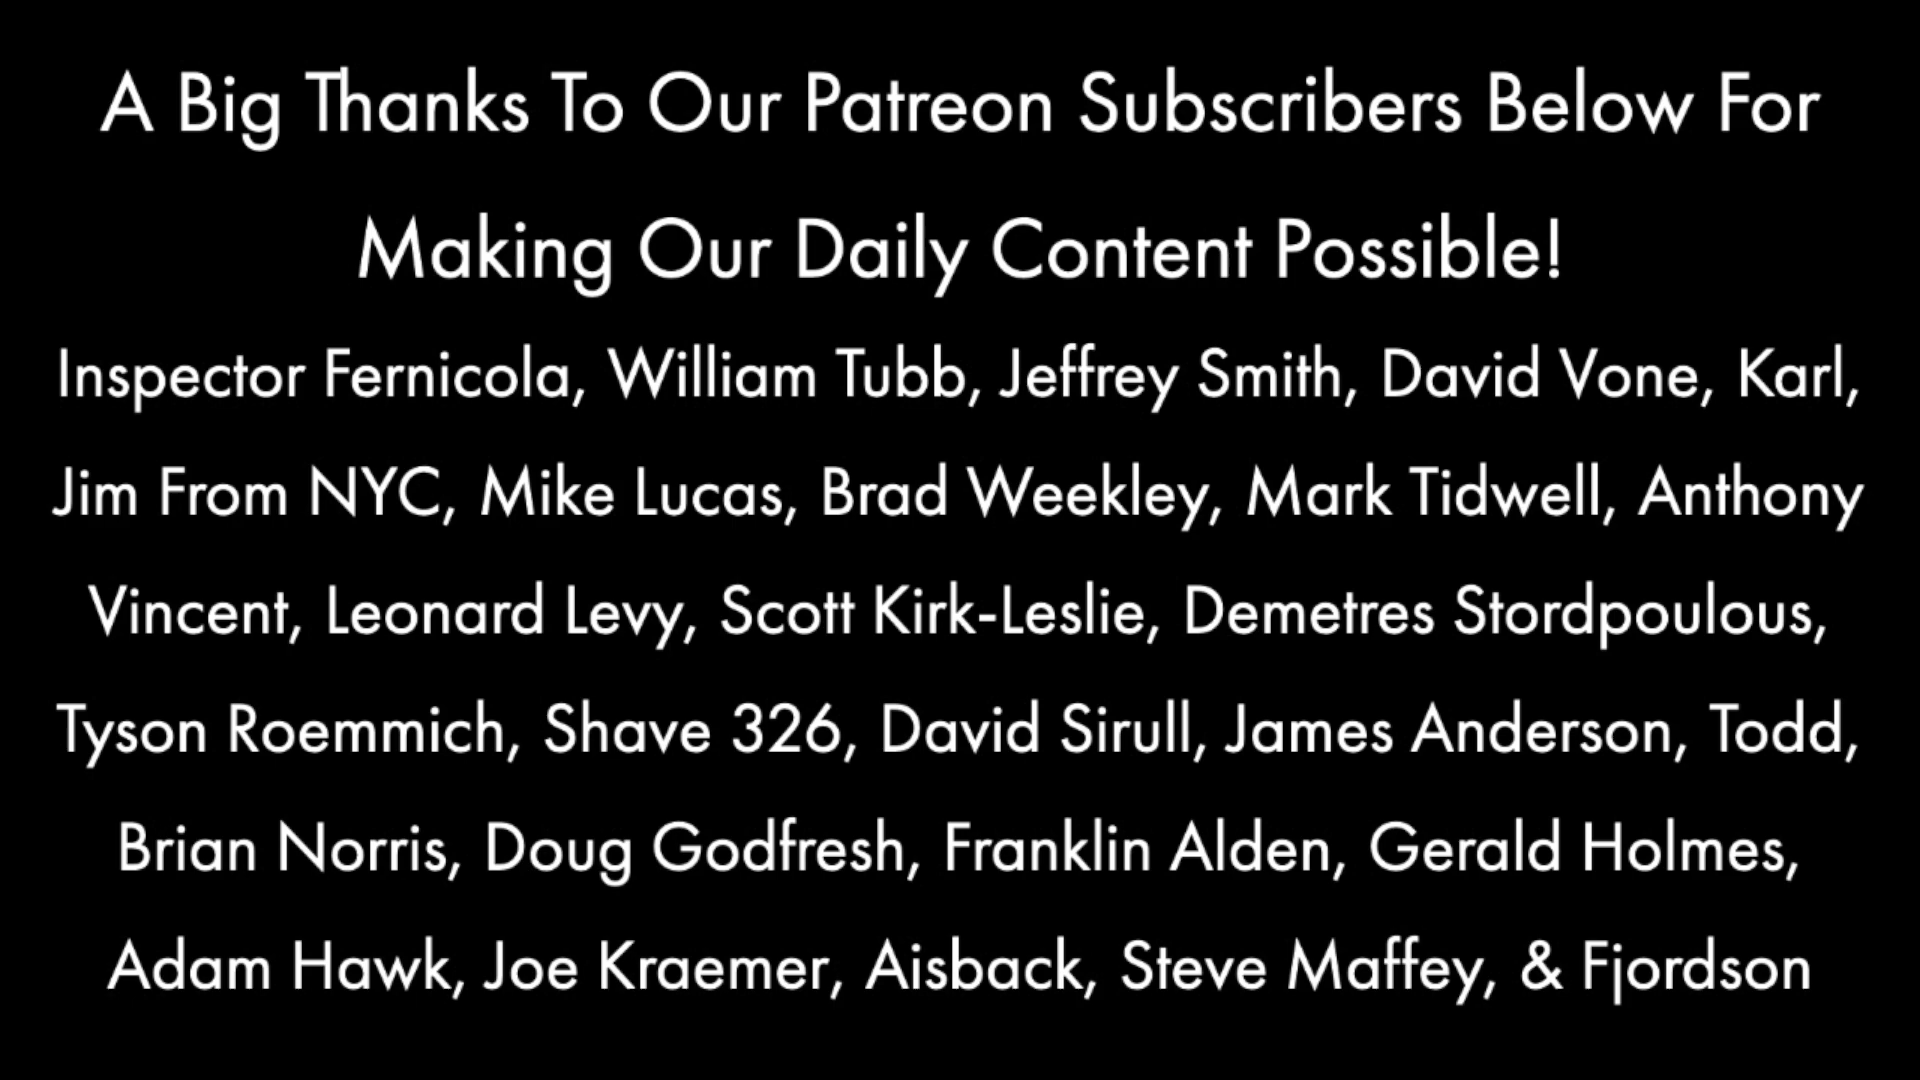 A Big Thanks To Our Patreon Subscribers Below For
Making Our Daily Content Possible!
Inspector Fernicola, William Tubb, Jeffrey Smith, David Vone, Karl,
Jim From NYC, Mike Lucas, Brad Weekley, Mark Tidwell, Anthony
Vincent, Leonard Levy, Scott Kirk-Leslie, Demetres Stordpoulous,
Tyson Roemmich, Shave 326, David Sirull, James Anderson, Todd,
Brian Norris, Doug Godfresh, Franklin Alden, Gerald Holmes,
Adam Hawk, Joe Kraemer, Aisback, Steve Maffey, & Fjordson